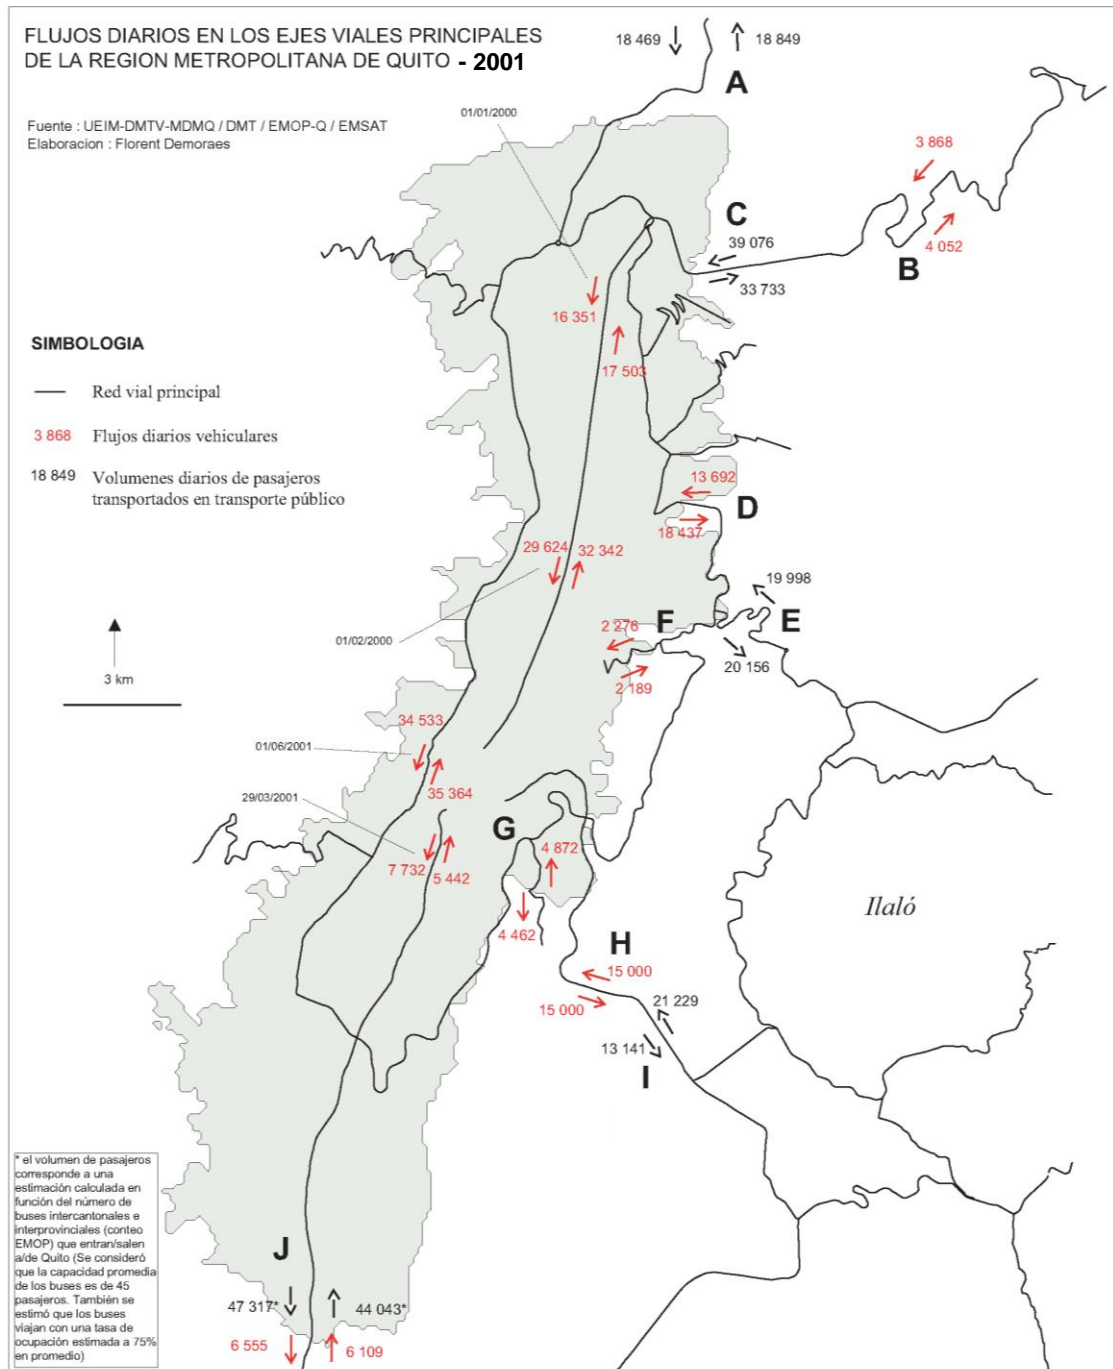 FLUJOS DIARIOS EN LOS EJES VIALES PRINCIPALES
DE LA REGION METROPOLITANA DE QUITO - 2001
Fuente : UEIM-DMTV-MDMQ / DMT / EMOP-Q / EMSAT
Elaboracion : Florent Demoraes
18 469
18 849
A
01/01/2000
3 868
C
39 076
4 052
B
33 733
16 351
17 503
SIMBOLOGIA
Red vial principal
3 868 Flujos diarios vehiculares
18 849 Volumenes diarios de pasajeros
transportados en transporte público
13 692
D
18 437
29 624
32 342
19 998
01/02/2000
F
E
2 276
20 156
2 189
3 km
34 533
01/06/2001
35 364
29/03/2001
G
4 872
7 732
5 442
Ilaló
4 462
H
15 000
15 000
21 229
13 141
I
* el volumen de pasajeros
corresponde a una
estimación calculada en
función del número de
buses intercantonales e
interprovinciales (conteo
EMOP) que entran/salen
a/de Quito (Se consideró
que la capacidad promedia
de los buses es de 45
pasajeros. También se
estimó que los buses
viajan con una tasa de
ocupación estimada a 75%
en promedio)
J
47 317*
44 043*
6 555
6 109